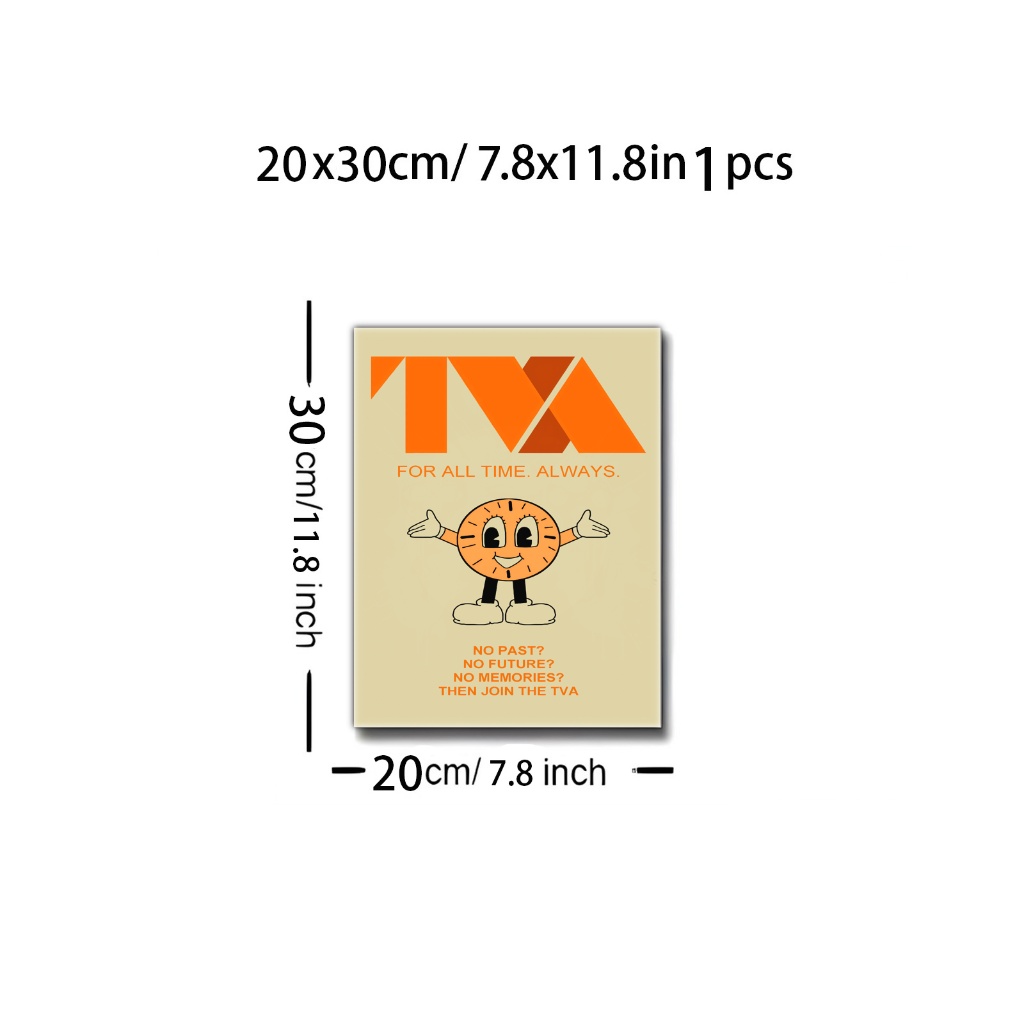 20x30cm/ 7.8x11.8in 1 pcs
30cm/11.8 inch
TVA
FOR ALL TIME. ALWAYS.
NO PAST?
NO FUTURE?
NO MEMORIES?
THEN JOIN THE TVA
20cm/ 7.8 inch